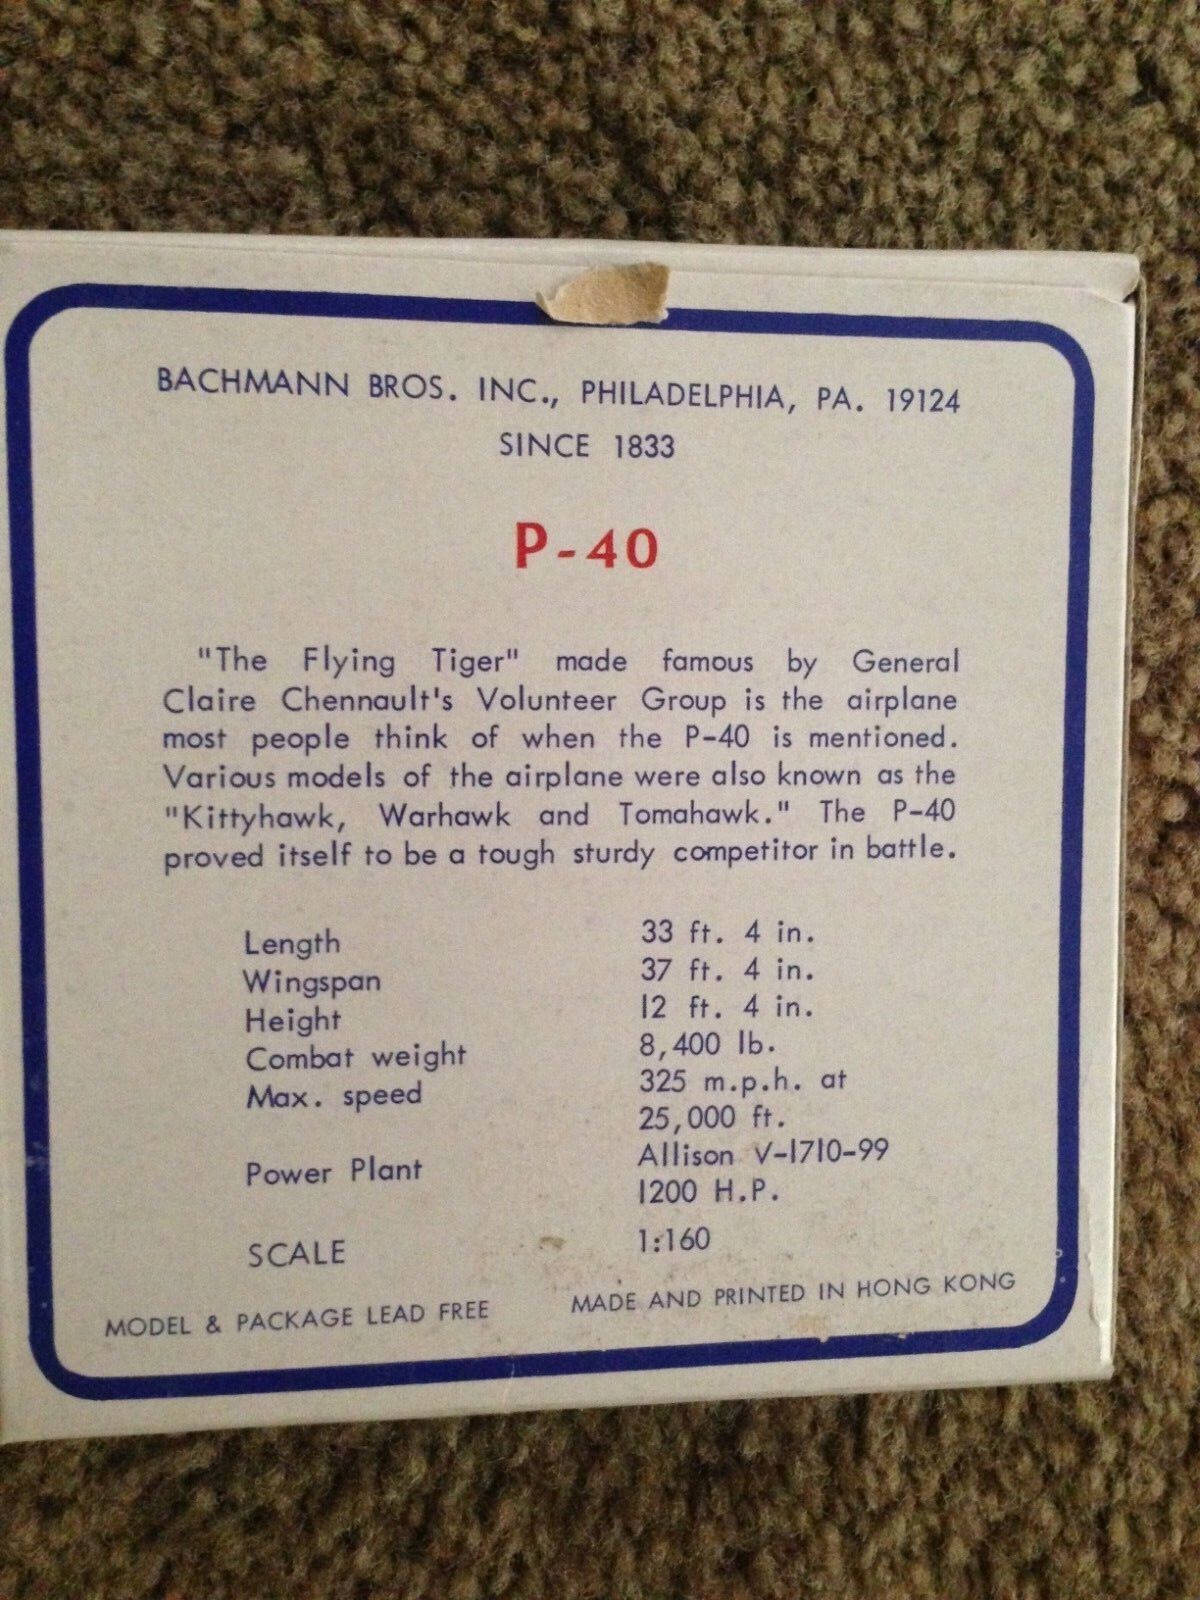 BACHMANN BROS. INC., PHILADELPHIA, PA. 19124
SINCE 1833
P-40
"The Flying Tiger" made famous by General
Claire Chennault's Volunteer Group is the airplane
most people think of when the P-40 is mentioned.
Various models of the airplane were also known as the
"Kittyhawk, Warhawk and Tomahawk." The P-40
proved itself to be a tough sturdy competitor in battle.
Length 33 ft. 4 in.
Wingspan 37 ft. 4 in.
Height 12 ft. 4 in.
Combat weight 8,400 lb.
Max. speed 325 m.p.h. at
25,000 ft.
Power Plant Allison V-1710-99
1200 H.P.
SCALE 1:160
MODEL & PACKAGE LEAD FREE MADE AND PRINTED IN HONG KONG